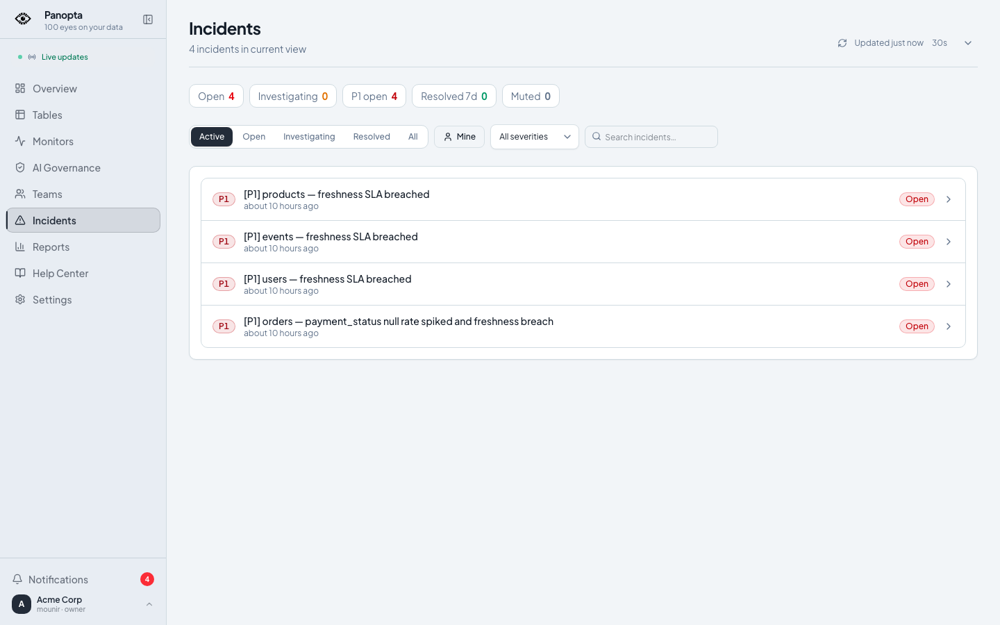 Panopta
100 eyes on your data
Live updates
Overview
Tables
Monitors
AI Governance
Teams
Incidents
Reports
Help Center
Settings
Notifications 4
A
Acme Corp
mounir · owner
Incidents
4 incidents in current view
Updated just now 30s
Open 4 Investigating 0 P1 open 4 Resolved 7d 0 Muted 0
Active Open Investigating Resolved All Mine All severities Search incidents...
P1 [P1] products — freshness SLA breached Open
about 10 hours ago
P1 [P1] events — freshness SLA breached Open
about 10 hours ago
P1 [P1] users — freshness SLA breached Open
about 10 hours ago
P1 [P1] orders — payment_status null rate spiked and freshness breach Open
about 10 hours ago